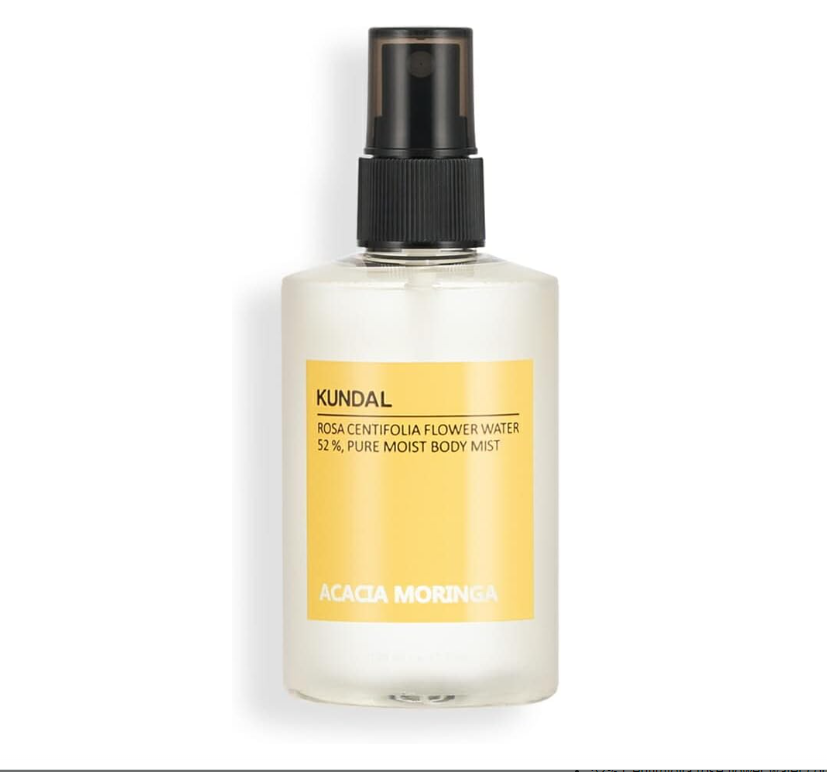 KUNDAL
ROSA CENTIFOLIA FLOWER WATER
52 %, PURE MOIST BODY MIST
ACACIA MORINGA